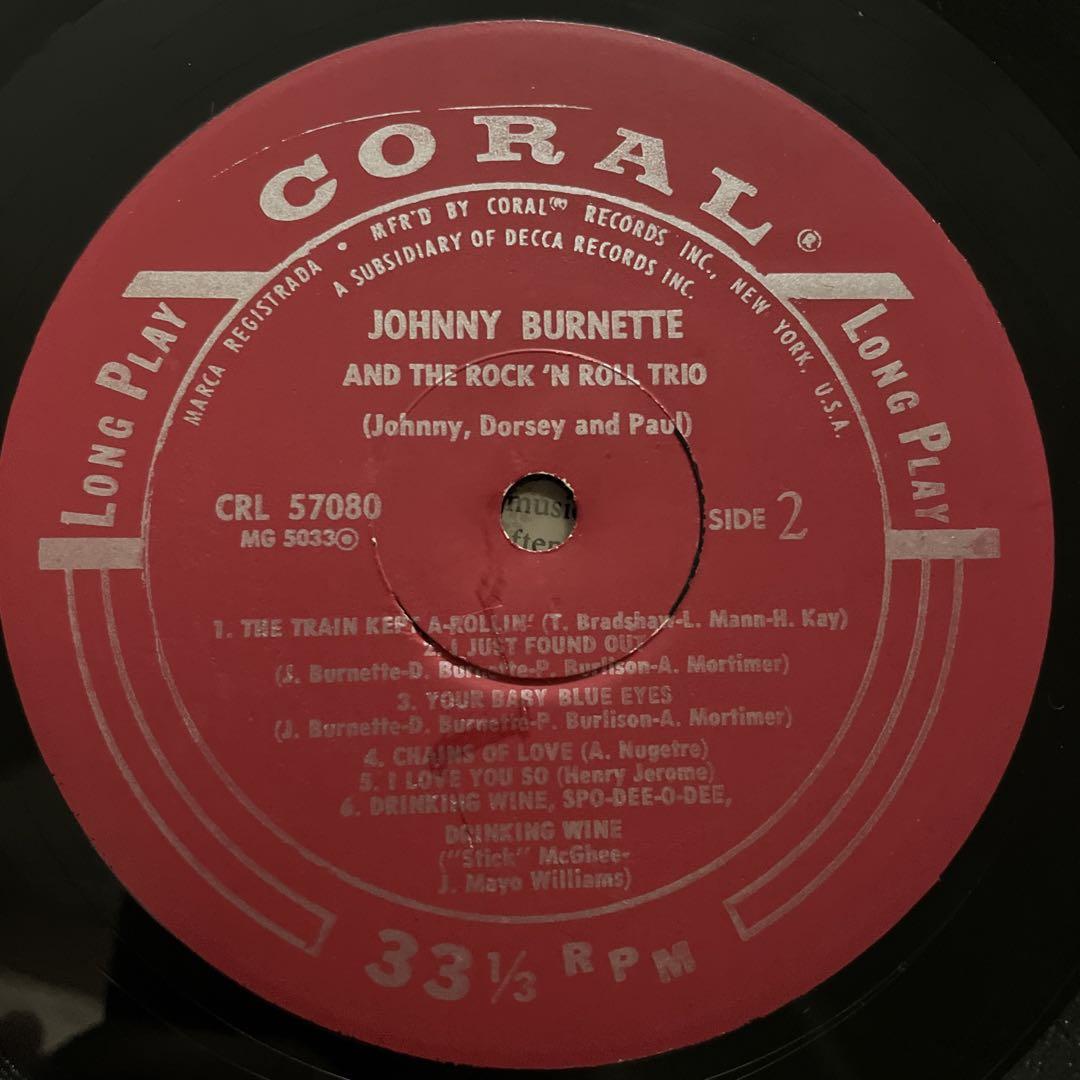 CORAL®
MARCA REGISTRADA • MFR'D BY CORAL(R) RECORDS INC., NEW YORK, U.S.A.
A SUBSIDIARY OF DECCA RECORDS INC.
LONG PLAY
LONG PLAY
JOHNNY BURNETTE
AND THE ROCK 'N ROLL TRIO
(Johnny, Dorsey and Paul)
CRL 57080
MG 5033
SIDE 2
music
1. THE TRAIN KEPT A-ROLLIN' (T. Bradshaw-L. Mann-H. Kay)
2. I JUST FOUND OUT
(J. Burnette-D. Burnette-P. Burlison-A. Mortimer)
3. YOUR BABY BLUE EYES
(J. Burnette-D. Burnette-P. Burlison-A. Mortimer)
4. CHAINS OF LOVE (A. Nugetre)
5. I LOVE YOU SO (Henry Jerome)
6. DRINKING WINE, SPO-DEE-O-DEE,
DRINKING WINE
("Stick" McGhee-
J. Mayo Williams)
33 1/3 RPM